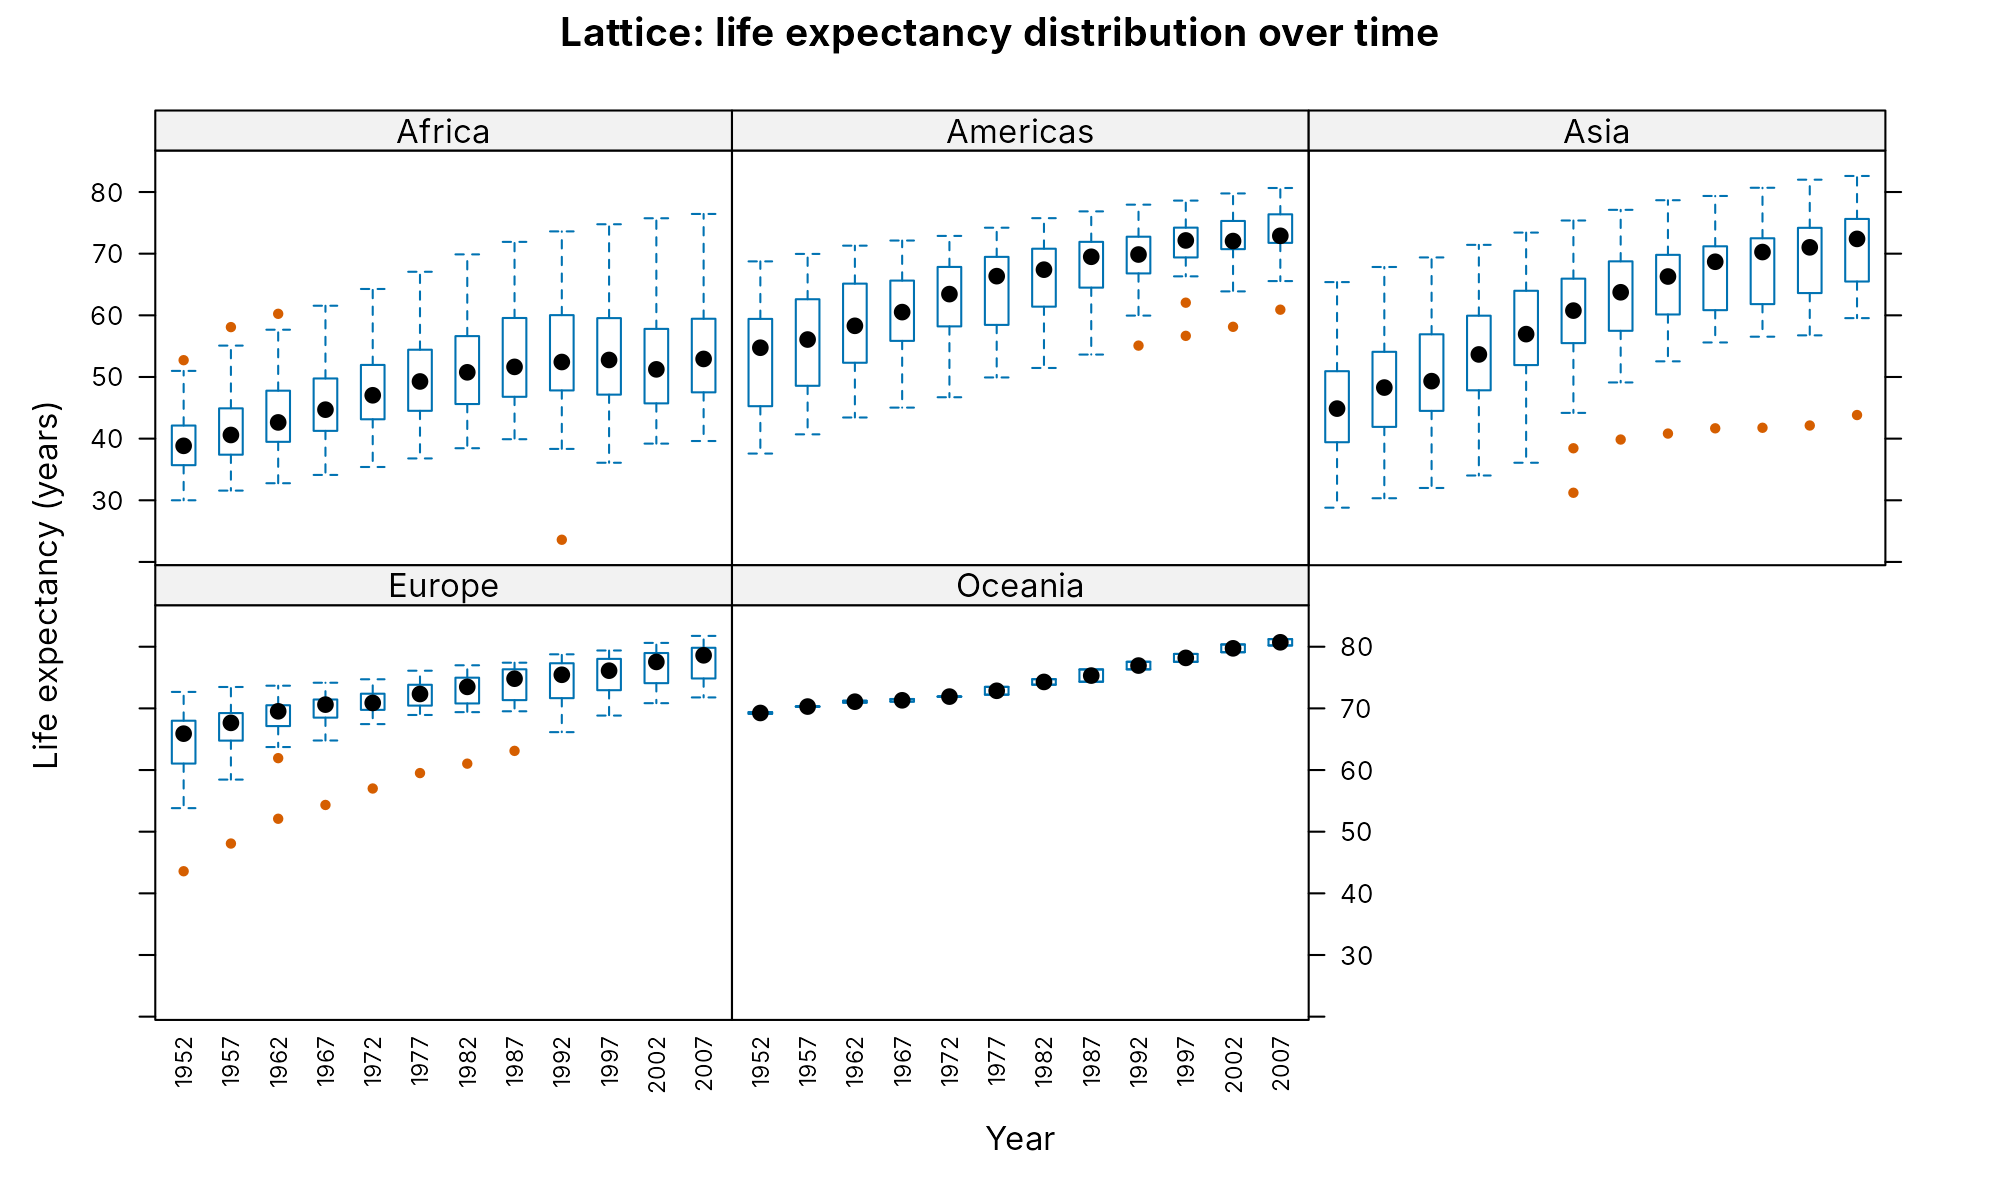 Lattice: life expectancy distribution over time
Africa
Americas
Asia
80
70
60
50
40
30
Life expectancy (years)
Europe
Oceania
80
70
60
50
40
30
1952 1957 1962 1967 1972 1977 1982 1987 1992 1997 2002 2007
1952 1957 1962 1967 1972 1977 1982 1987 1992 1997 2002 2007
Year